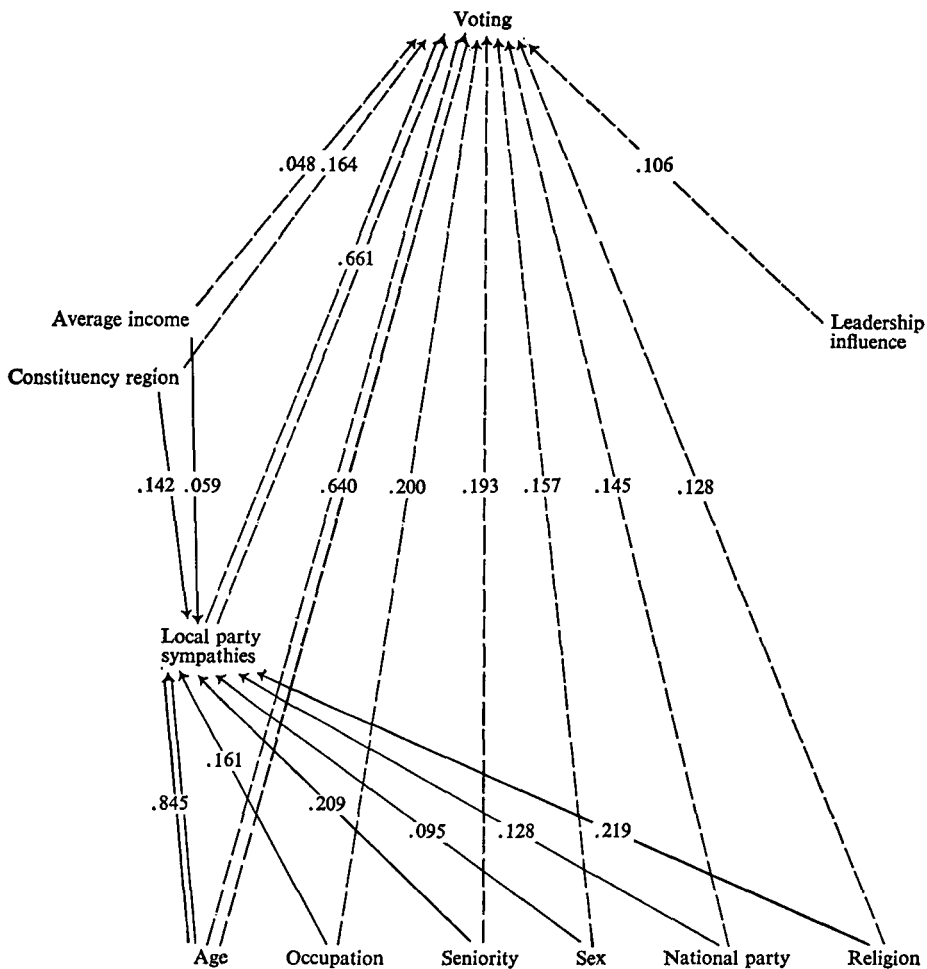 Voting
.048 .164
.106
.661
Average income
Leadership
influence
Constituency region
.142 .059
.640
.200
.193
.157
.145
.128
Local party
sympathies
.161
.845
.209
.095
.128
.219
Age
Occupation
Seniority
Sex
National party
Religion